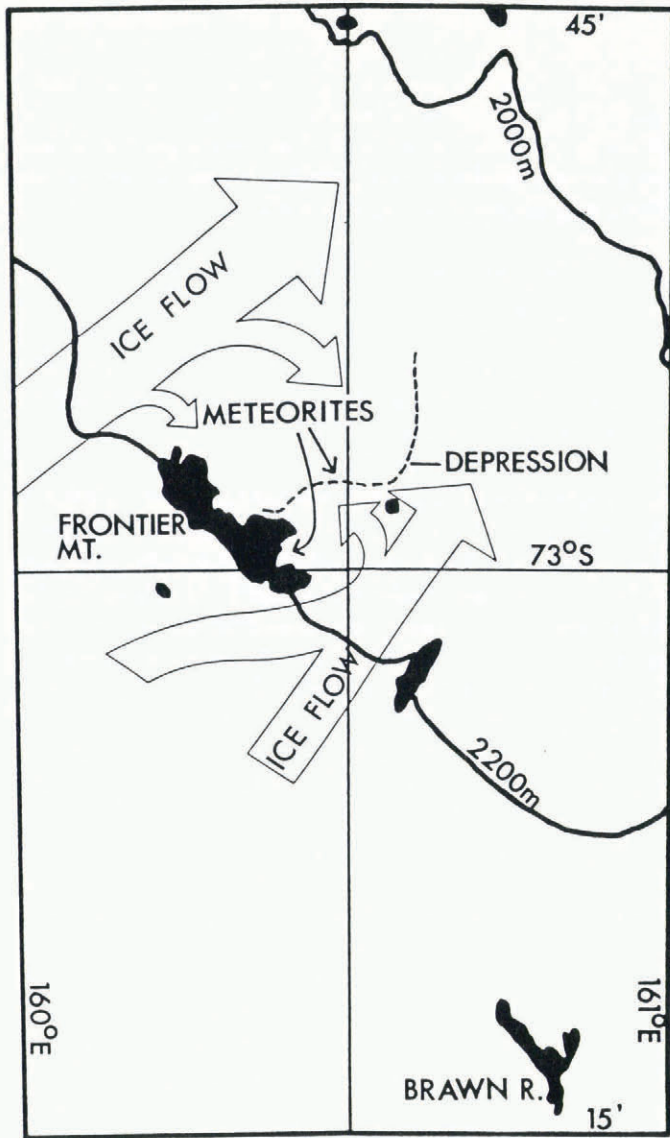 45'
2000m
ICE FLOW
METEORITES
DEPRESSION
FRONTIER
MT.
73°S
ICE FLOW
2200m
160°E
161°E
BRAWN R.
15'